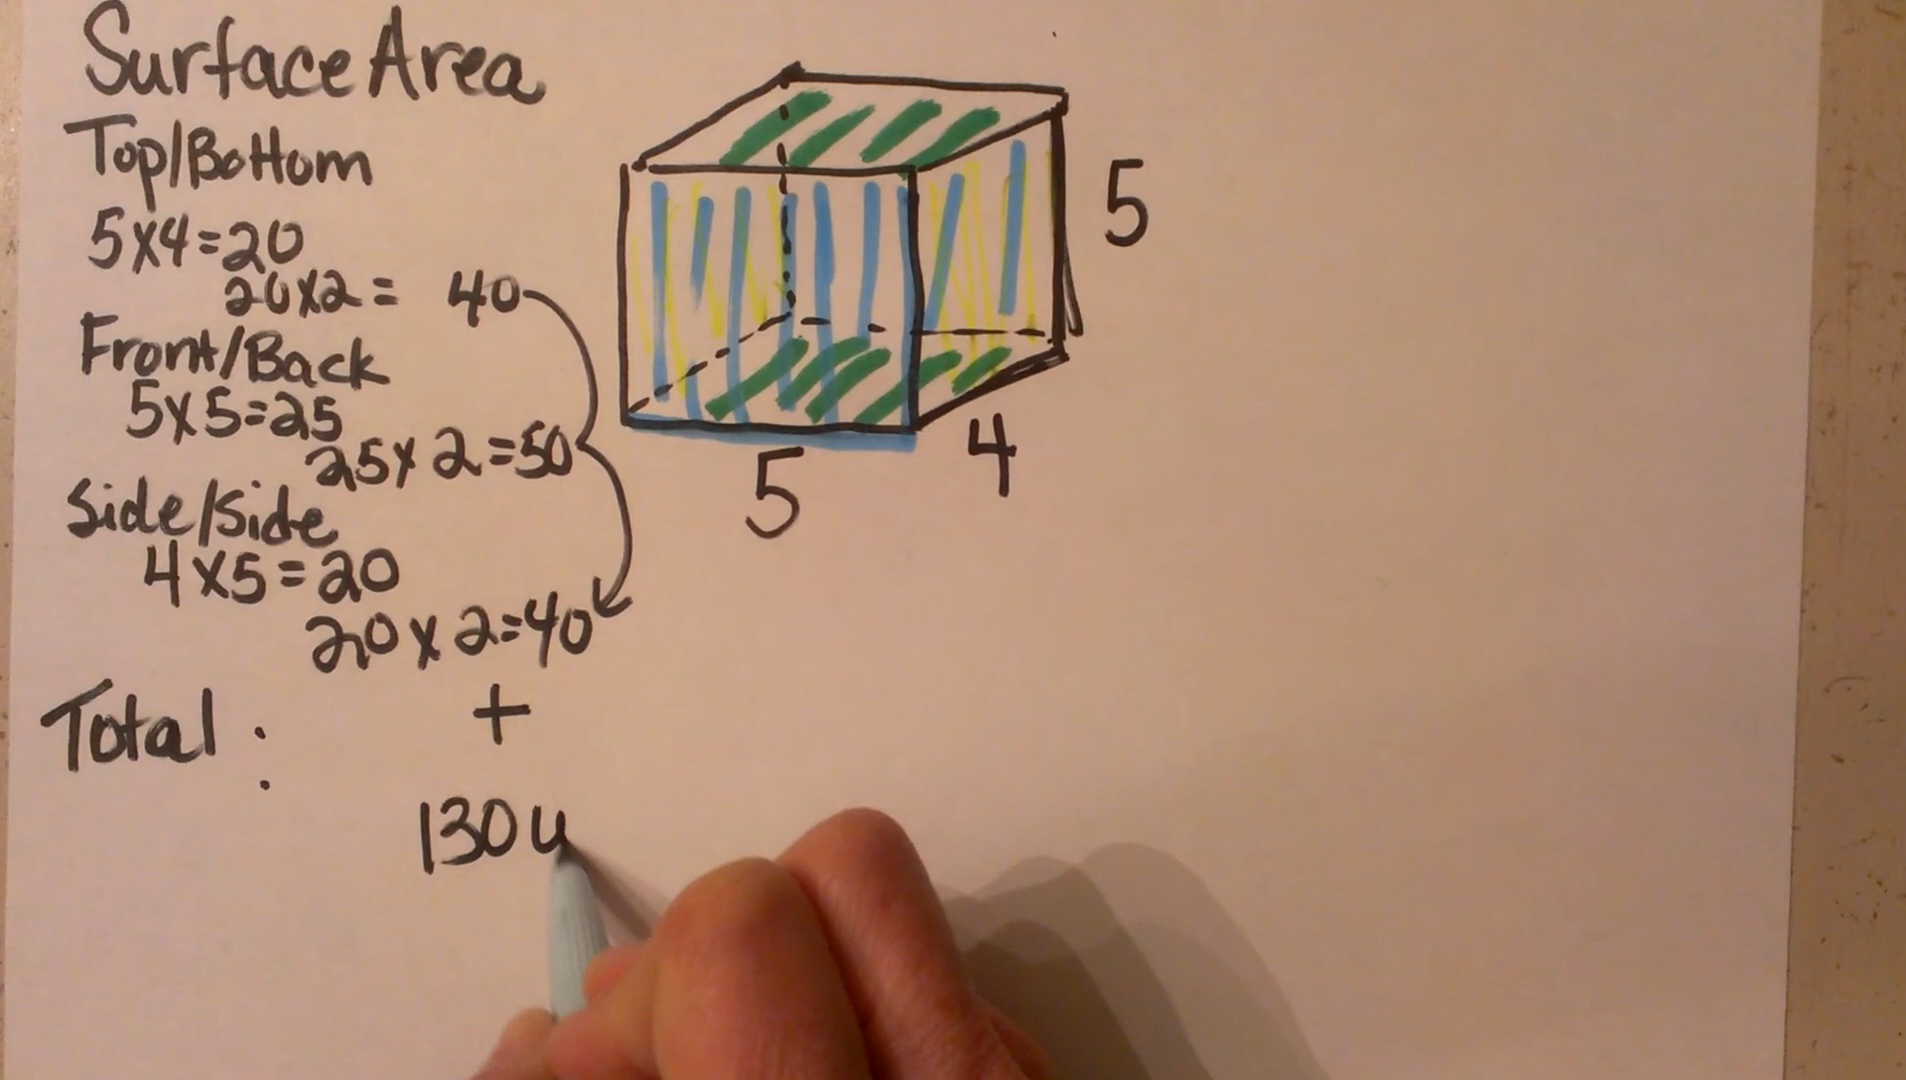 Surface Area
Top/Bottom
5x4=20
20x2= 40
Front/Back
5x5=25
25x2=50
Side/Side
4x5=20
20x2=40
+
Total:
130 u
5
4
5